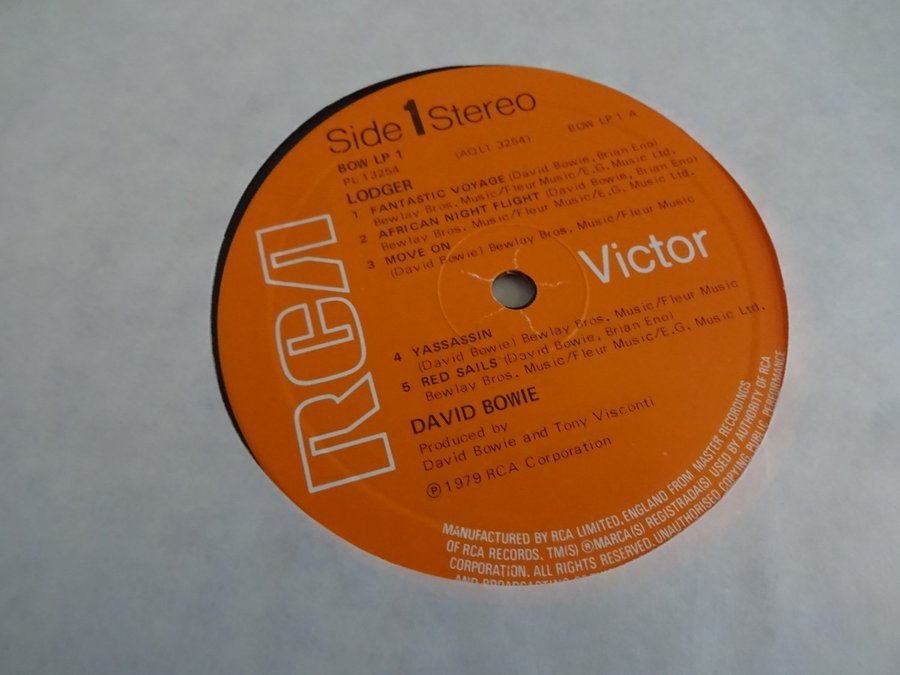 Side 1 Stereo
BOW LP 1
(AQL1 3254)
BOW LP 1 A
PL 13254
LODGER
1 FANTASTIC VOYAGE (David Bowie, Brian Eno)
Bewlay Bros. Music/Fleur Music/E.G. Music Ltd.
2 AFRICAN NIGHT FLIGHT (David Bowie, Brian Eno)
Bewlay Bros. Music/Fleur Music/E.G. Music Ltd.
3 MOVE ON
(David Bowie) Bewlay Bros. Music/Fleur Music
RCA
Victor
4 YASSASSIN
(David Bowie) Bewlay Bros. Music/Fleur Music
5 RED SAILS (David Bowie, Brian Eno)
Bewlay Bros. Music/Fleur Music/E.G. Music Ltd.
DAVID BOWIE
Produced by
David Bowie and Tony Visconti
℗ 1979 RCA Corporation
MANUFACTURED BY RCA LIMITED, ENGLAND FROM MASTER RECORDINGS
OF RCA RECORDS. TM(S) ® MARCA(S) REGISTRADA(S) USED BY AUTHORITY OF RCA
CORPORATION. ALL RIGHTS RESERVED. UNAUTHORISED COPYING, PUBLIC PERFORMANCE
AND BROADCASTING